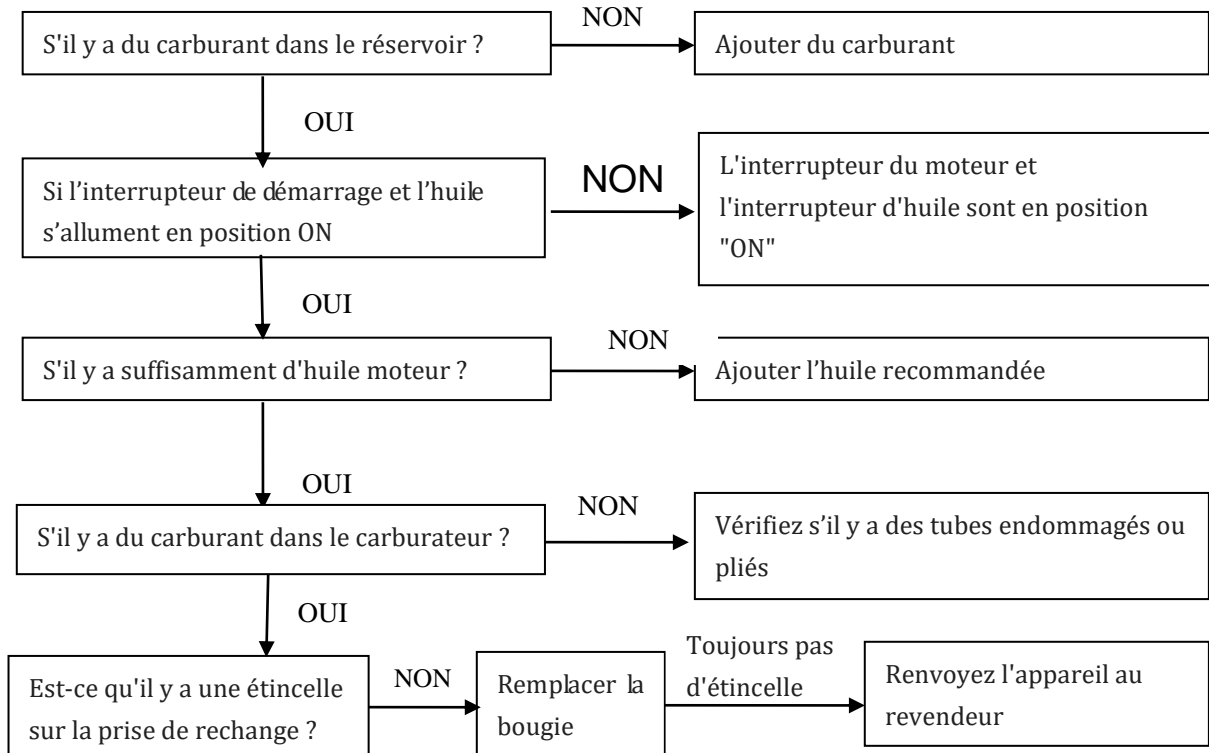 NON
S'il y a du carburant dans le réservoir ?
Ajouter du carburant
OUI
Si l’interrupteur de démarrage et l’huile
s’allument en position ON
NON
L'interrupteur du moteur et
l'interrupteur d'huile sont en position
"ON"
OUI
S'il y a suffisamment d'huile moteur ?
NON
Ajouter l’huile recommandée
OUI
S'il y a du carburant dans le carburateur ?
NON
Vérifiez s’il y a des tubes endommagés ou
pliés
OUI
Est-ce qu'il y a une étincelle
sur la prise de rechange ?
NON
Remplacer la
bougie
Toujours pas
d'étincelle
Renvoyez l'appareil au
revendeur